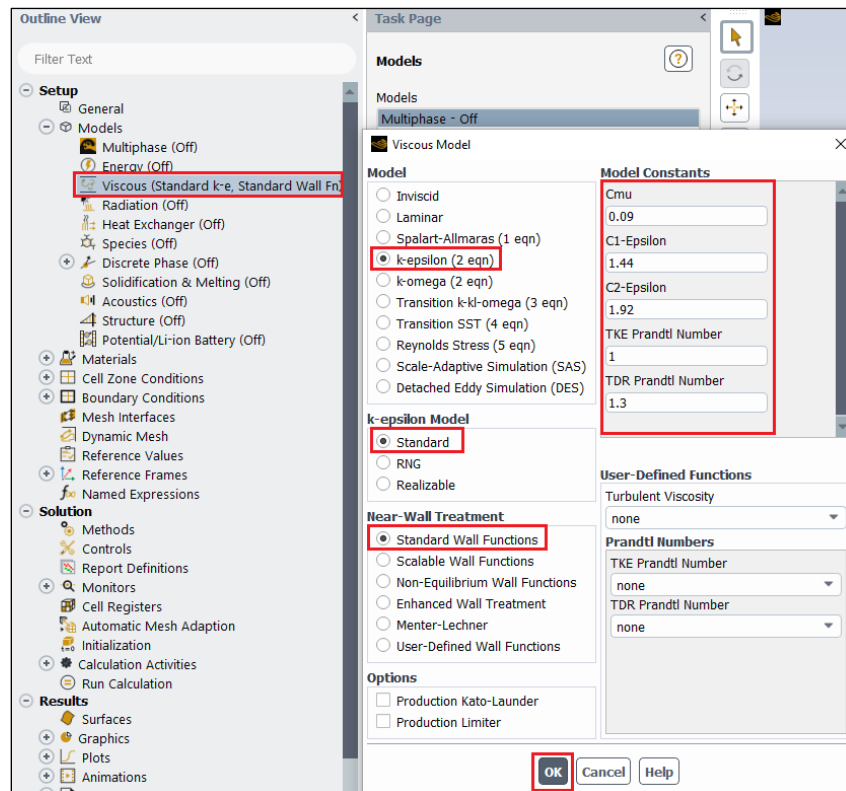 Outline View
Filter Text
Setup
General
Models
Multiphase (Off)
Energy (Off)
Viscous (Standard k-e, Standard Wall Fn)
Radiation (Off)
Heat Exchanger (Off)
Species (Off)
Discrete Phase (Off)
Solidification & Melting (Off)
Acoustics (Off)
Structure (Off)
Potential/Li-ion Battery (Off)
Materials
Cell Zone Conditions
Boundary Conditions
Mesh Interfaces
Dynamic Mesh
Reference Values
Reference Frames
Named Expressions
Solution
Methods
Controls
Report Definitions
Monitors
Cell Registers
Automatic Mesh Adaption
Initialization
Calculation Activities
Run Calculation
Results
Surfaces
Graphics
Plots
Animations
Task Page
Models
Models
Multiphase - Off
Viscous Model
Model
Inviscid
Laminar
Spalart-Allmaras (1 eqn)
k-epsilon (2 eqn)
k-omega (2 eqn)
Transition k-kl-omega (3 eqn)
Transition SST (4 eqn)
Reynolds Stress (5 eqn)
Scale-Adaptive Simulation (SAS)
Detached Eddy Simulation (DES)
k-epsilon Model
Standard
RNG
Realizable
Near-Wall Treatment
Standard Wall Functions
Scalable Wall Functions
Non-Equilibrium Wall Functions
Enhanced Wall Treatment
Menter-Lechner
User-Defined Wall Functions
Options
Production Kato-Launder
Production Limiter
Model Constants
Cmu
0.09
C1-Epsilon
1.44
C2-Epsilon
1.92
TKE Prandtl Number
1
TDR Prandtl Number
1.3
User-Defined Functions
Turbulent Viscosity
none
Prandtl Numbers
TKE Prandtl Number
none
TDR Prandtl Number
none
OK Cancel Help